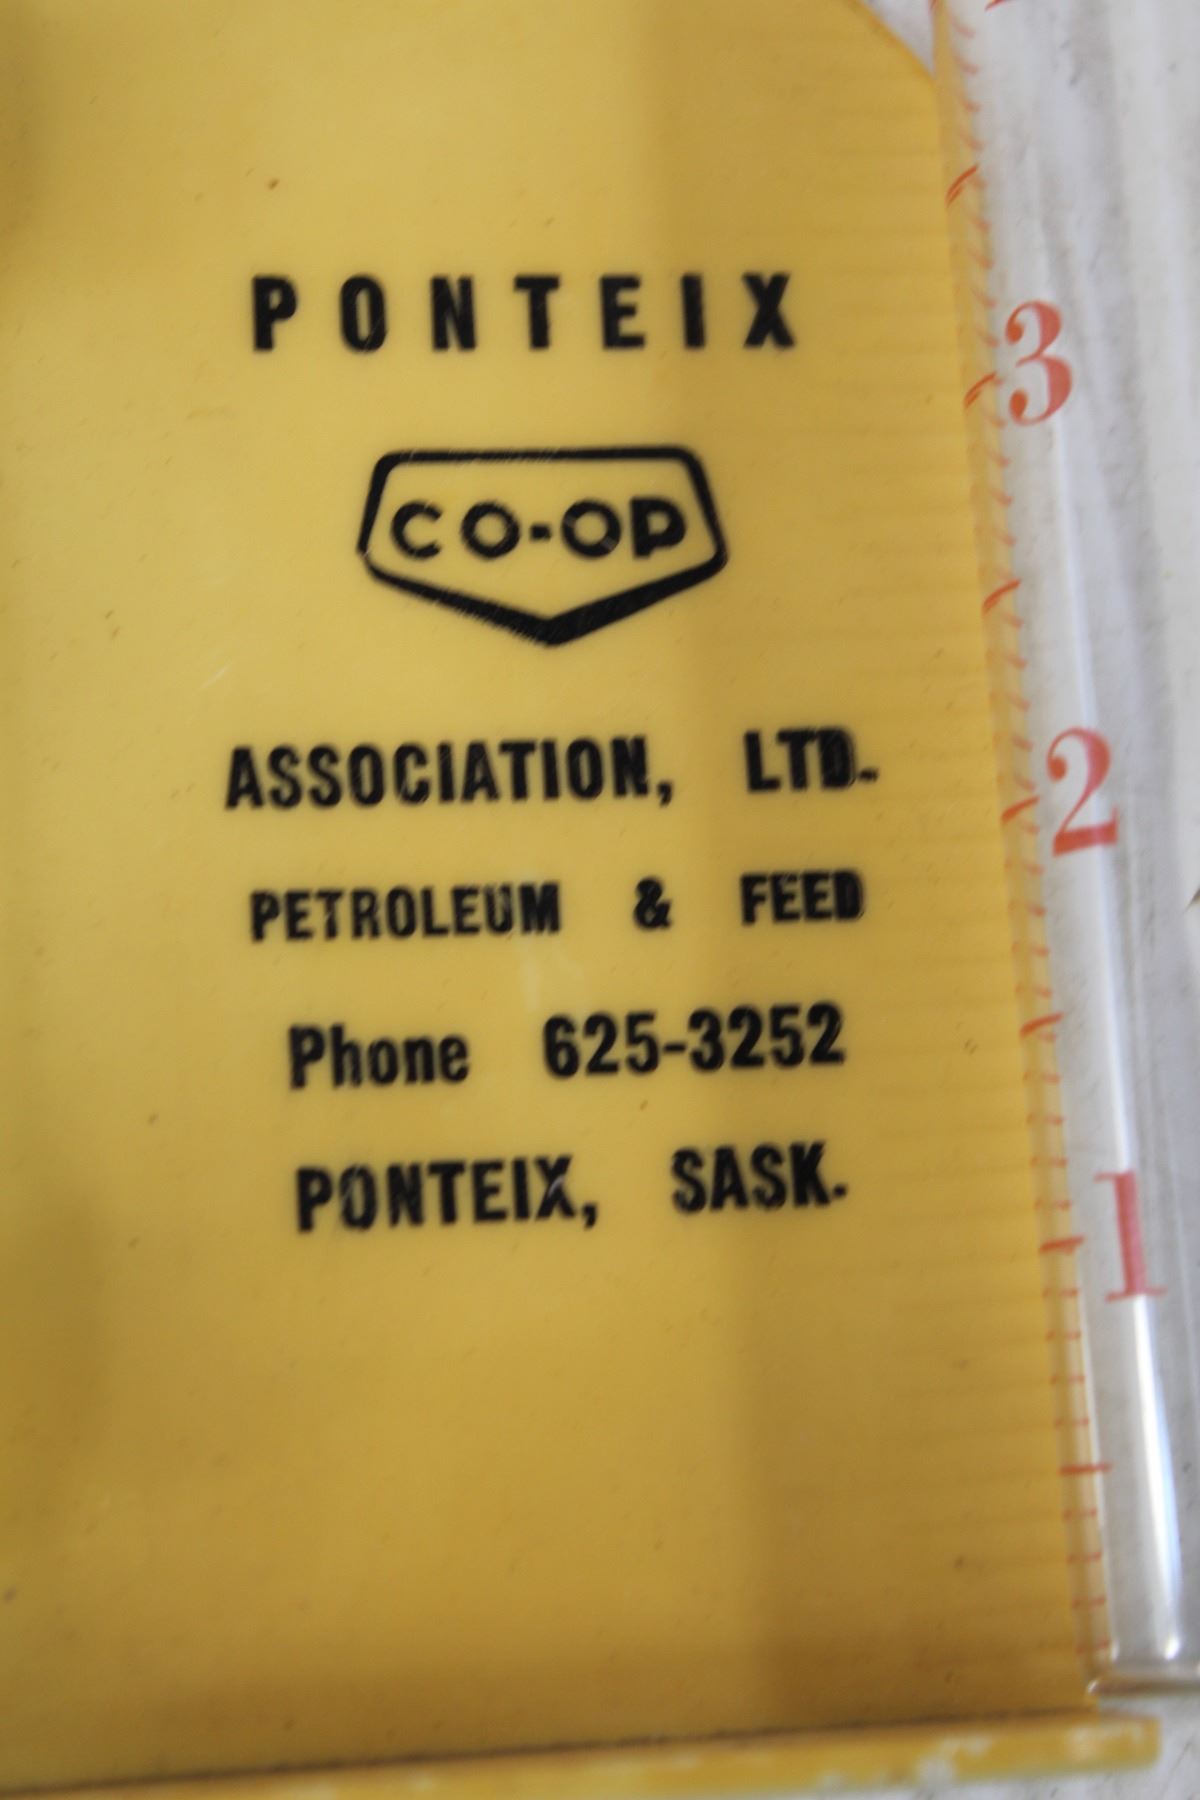 PONTEIX
CO-OP
ASSOCIATION, LTD.
PETROLEUM & FEED
Phone 625-3252
PONTEIX, SASK.
3
2
1